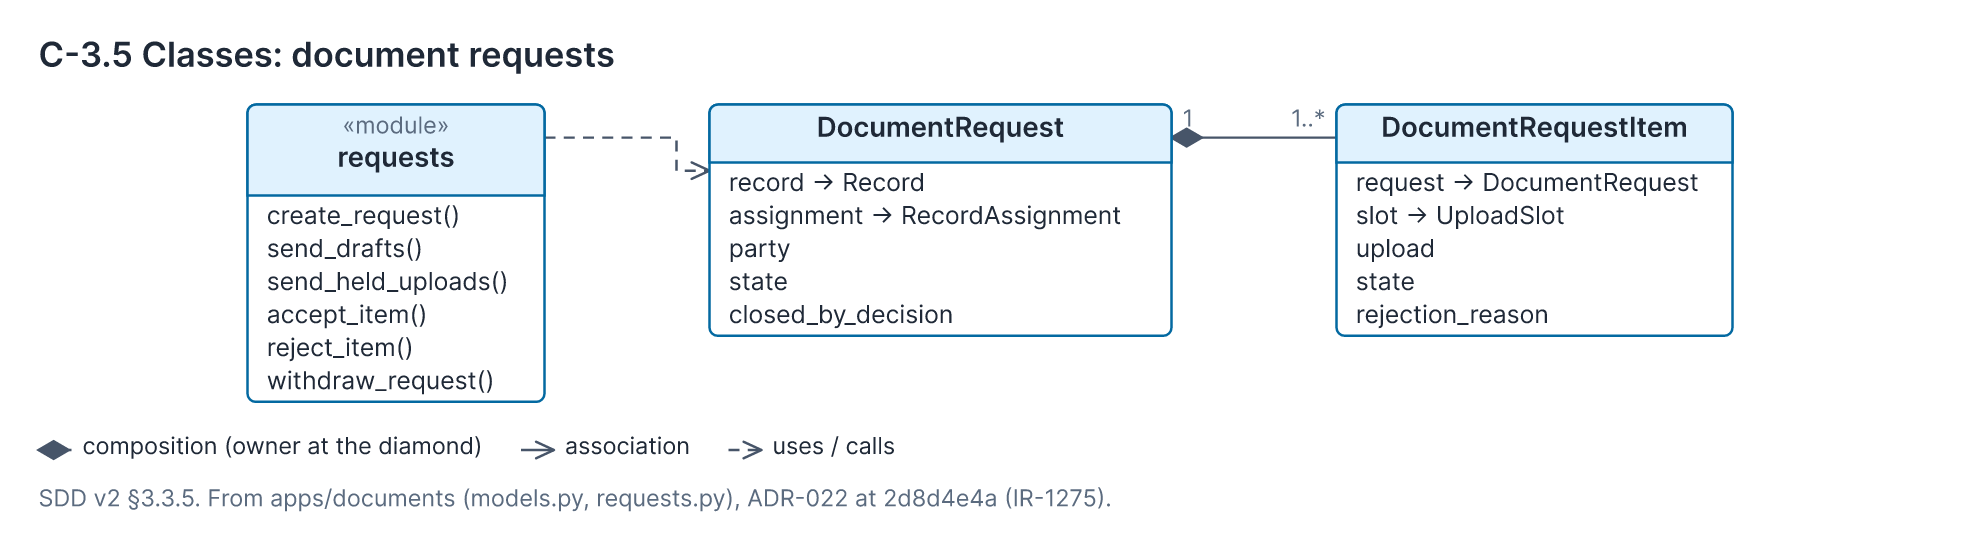 C-3.5 Classes: document requests
«module»
requests
create_request()
send_drafts()
send_held_uploads()
accept_item()
reject_item()
withdraw_request()
DocumentRequest
record → Record
assignment → RecordAssignment
party
state
closed_by_decision
1
1..*
DocumentRequestItem
request → DocumentRequest
slot → UploadSlot
upload
state
rejection_reason
composition (owner at the diamond)
association
uses / calls
SDD v2 §3.3.5. From apps/documents (models.py, requests.py), ADR-022 at 2d8d4e4a (IR-1275).